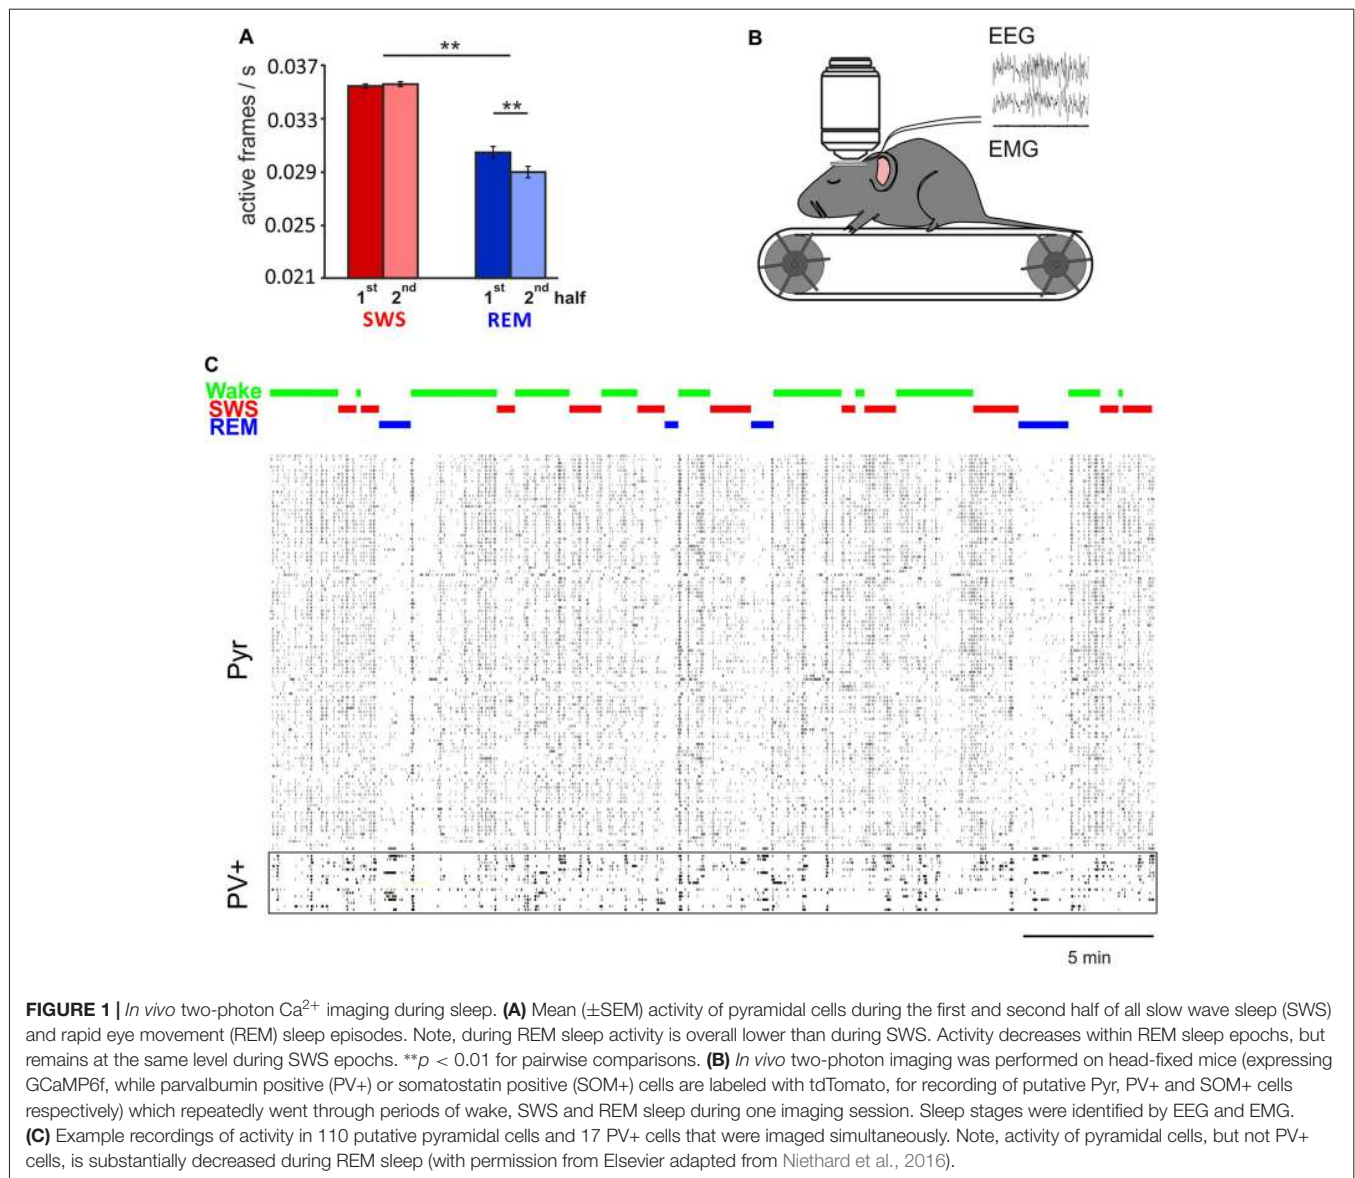 A
**
**
active frames / s
0.037
0.033
0.029
0.025
0.021
1st 2nd 1st 2nd half
SWS REM
B
EEG
EMG
C
Wake
SWS
REM
Pyr
PV+
5 min
FIGURE 1 | In vivo two-photon Ca2+ imaging during sleep. (A) Mean (±SEM) activity of pyramidal cells during the first and second half of all slow wave sleep (SWS)
and rapid eye movement (REM) sleep episodes. Note, during REM sleep activity is overall lower than during SWS. Activity decreases within REM sleep epochs, but
remains at the same level during SWS epochs. **p < 0.01 for pairwise comparisons. (B) In vivo two-photon imaging was performed on head-fixed mice (expressing
GCaMP6f, while parvalbumin positive (PV+) or somatostatin positive (SOM+) cells are labeled with tdTomato, for recording of putative Pyr, PV+ and SOM+ cells
respectively) which repeatedly went through periods of wake, SWS and REM sleep during one imaging session. Sleep stages were identified by EEG and EMG.
(C) Example recordings of activity in 110 putative pyramidal cells and 17 PV+ cells that were imaged simultaneously. Note, activity of pyramidal cells, but not PV+
cells, is substantially decreased during REM sleep (with permission from Elsevier adapted from Niethard et al., 2016).